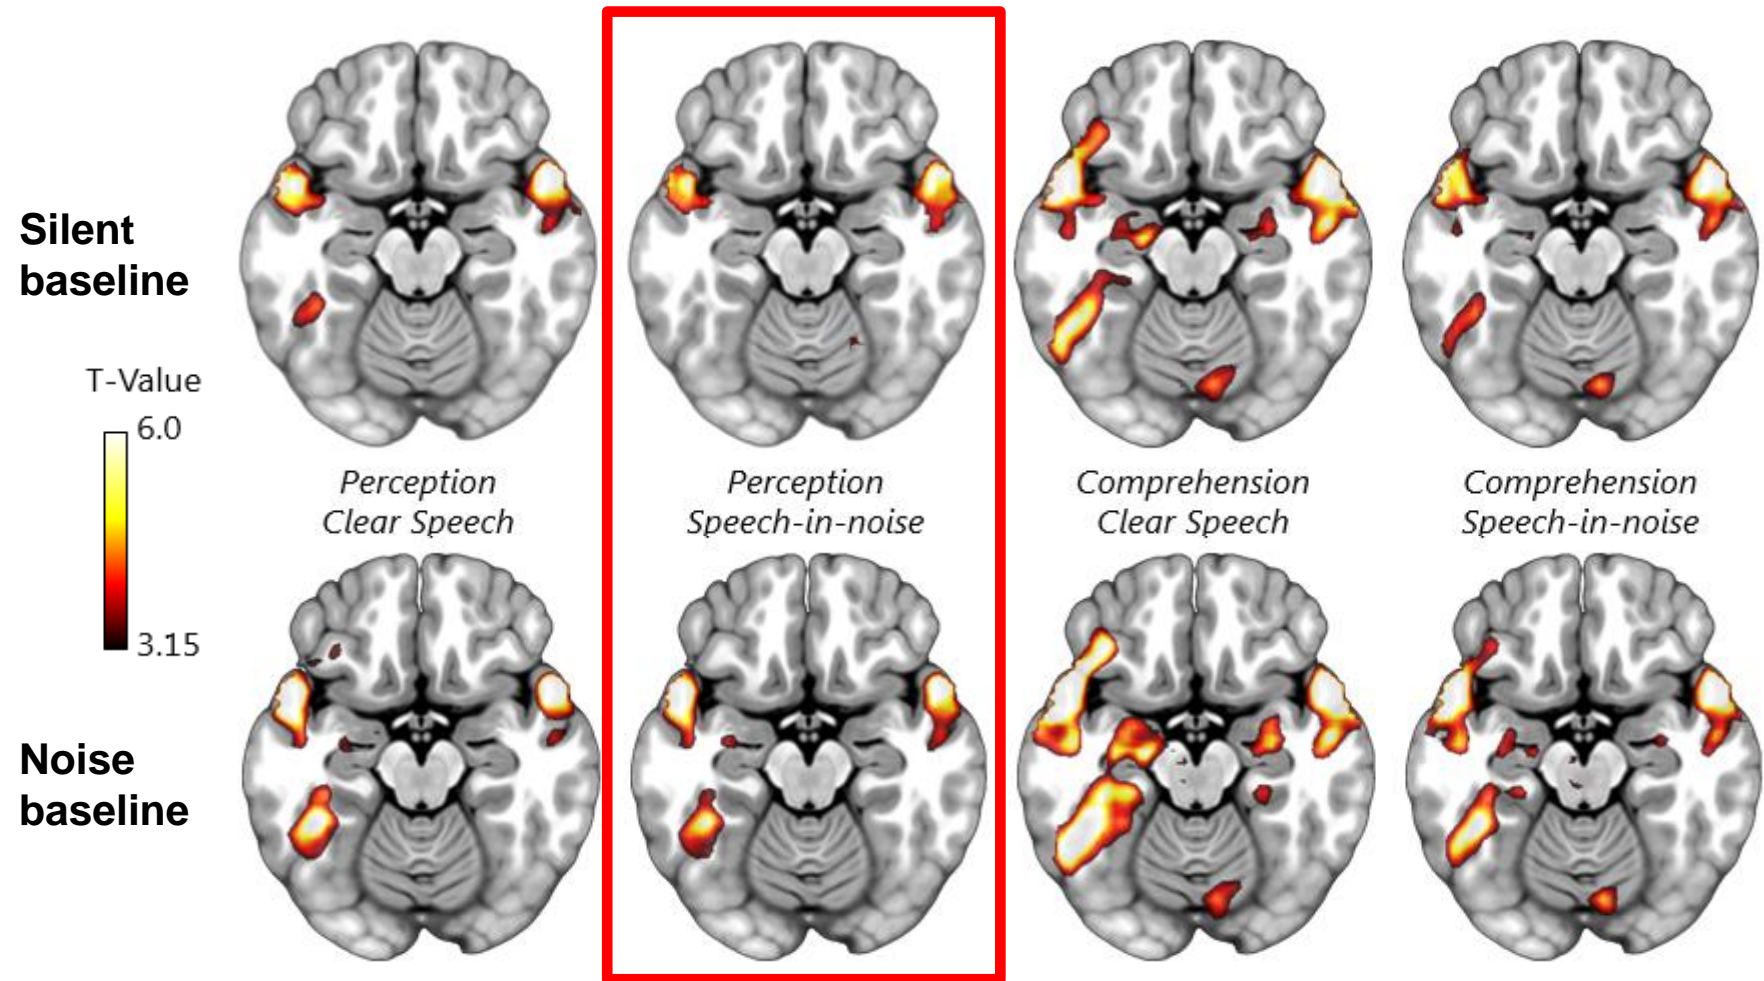 Silent
baseline
T-Value
6.0
3.15
Perception
Clear Speech
Perception
Speech-in-noise
Comprehension
Clear Speech
Comprehension
Speech-in-noise
Noise
baseline